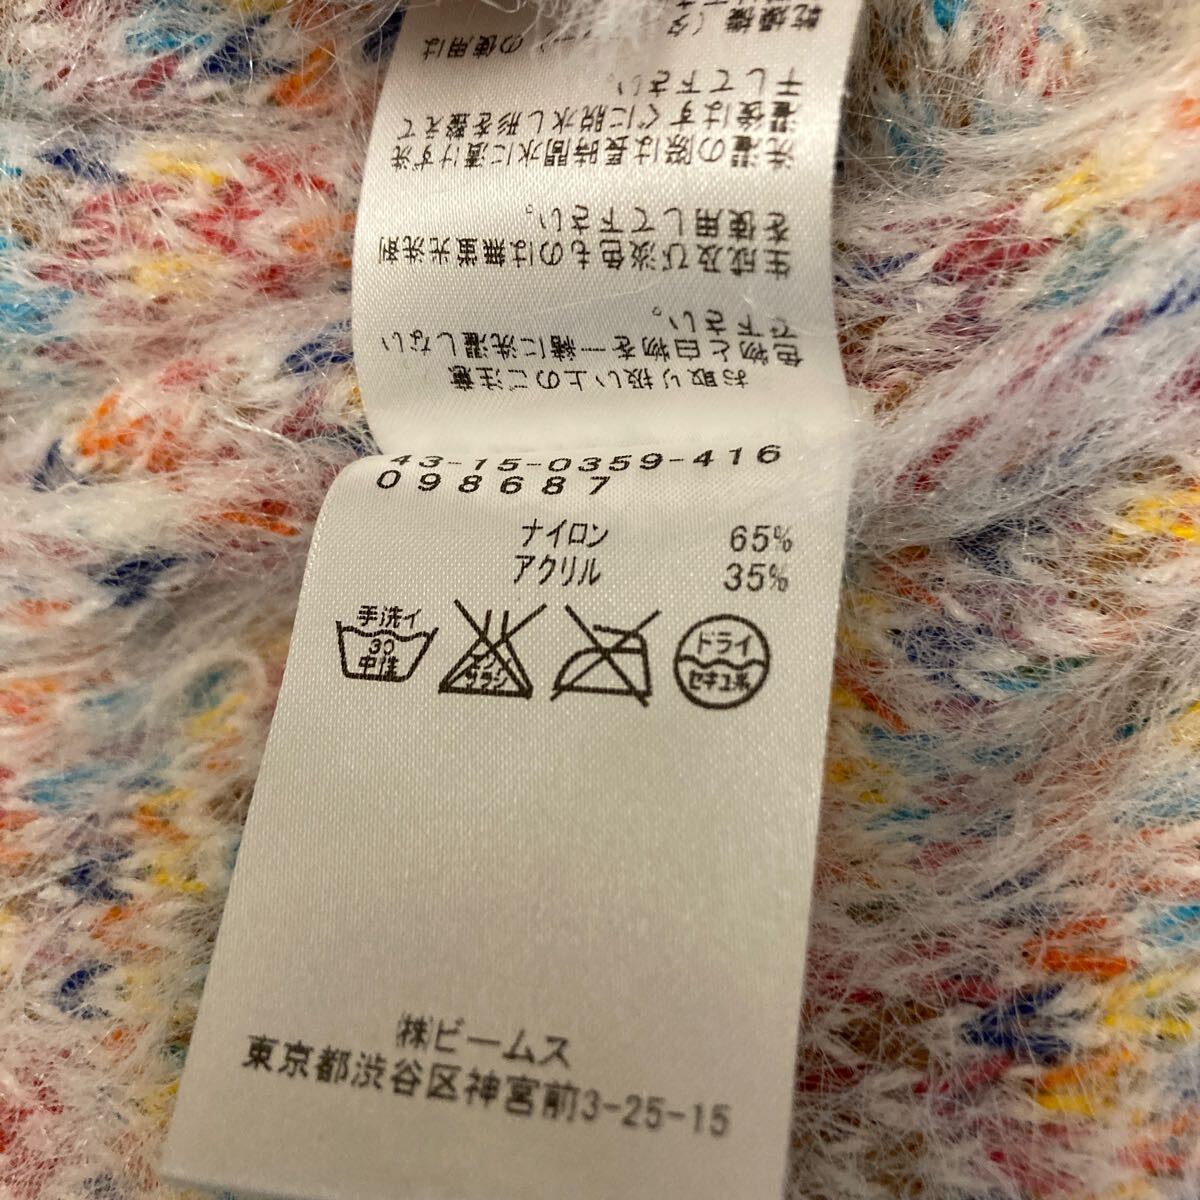 お取り扱い上のご注意
色物と白物を一緒に洗濯しない
で下さい。
生成及び淡色ものは無蛍光洗剤
を使用して下さい。
洗濯の際は長時間水に漬けず洗
濯後はすぐに脱水し形を整えて
干して下さい。
の使用は
43-15-0359-416
098687
ナイロン 65%
アクリル 35%
手洗イ
30
中性
エンソ
サラシ
ドライ
セキユ系
㈱ビームス
東京都渋谷区神宮前3-25-15